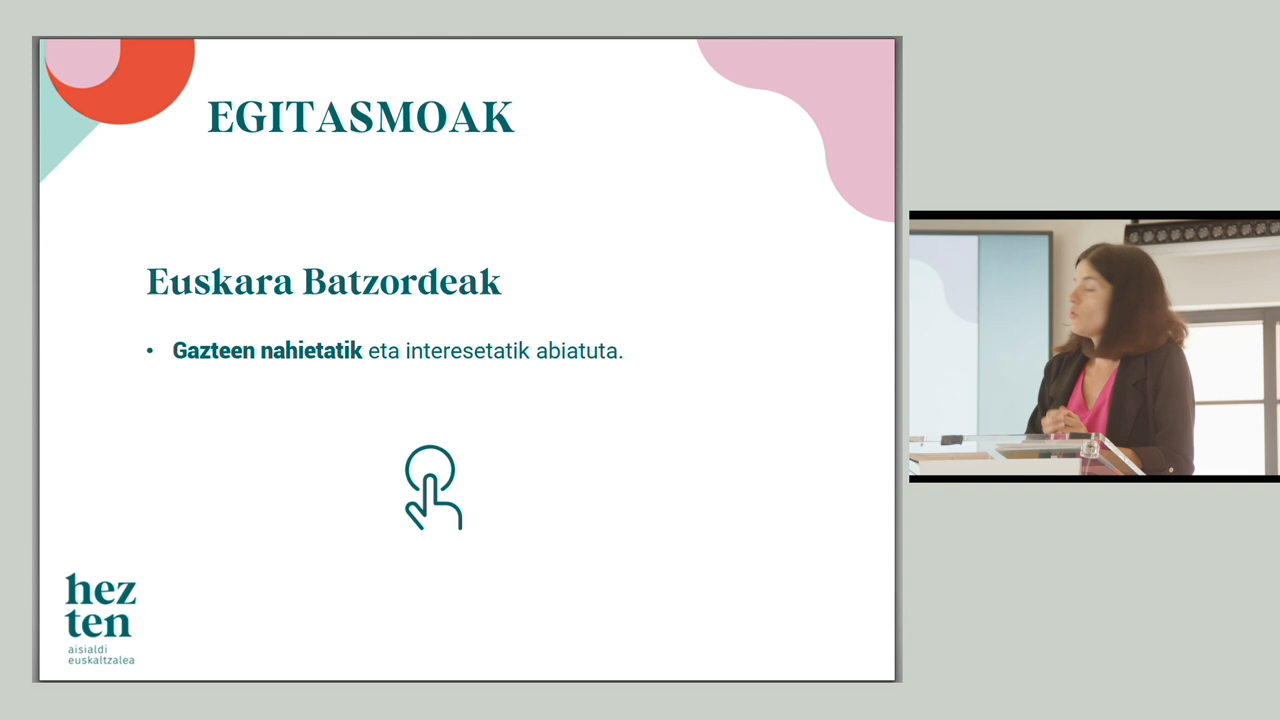 EGITASMOAK
Euskara Batzordeak
• Gazteen nahietatik eta interesetatik abiatuta.
hez
ten
aisialdi
euskaltzalea